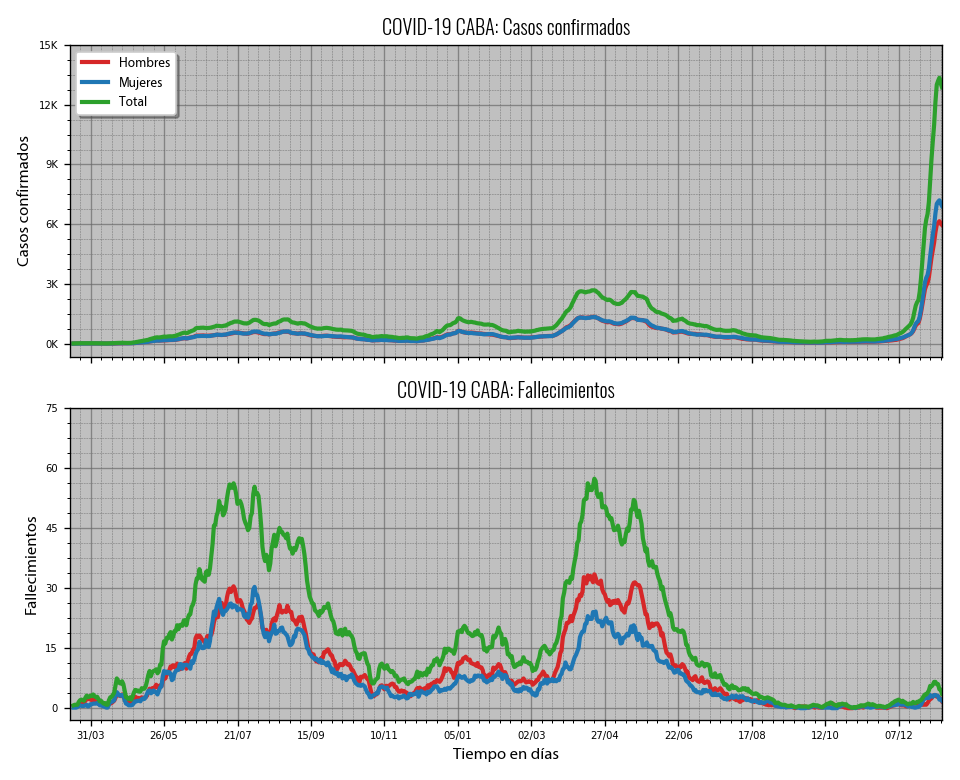 COVID-19 CABA: Casos confirmados
15K
12K
9K
6K
3K
0K
Casos confirmados
Hombres
Mujeres
Total
COVID-19 CABA: Fallecimientos
75
60
45
30
15
0
Fallecimientos
31/03 26/05 21/07 15/09 10/11 05/01 02/03 27/04 22/06 17/08 12/10 07/12
Tiempo en días